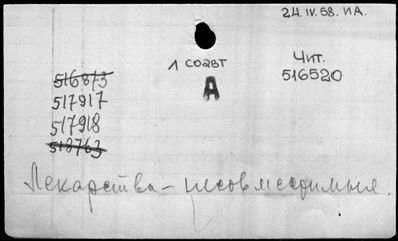 24.IV.58. ИА.
1 соавт
Чит.
А
516520
516873
517917
517918
518763
Лекарства - несовместимые.